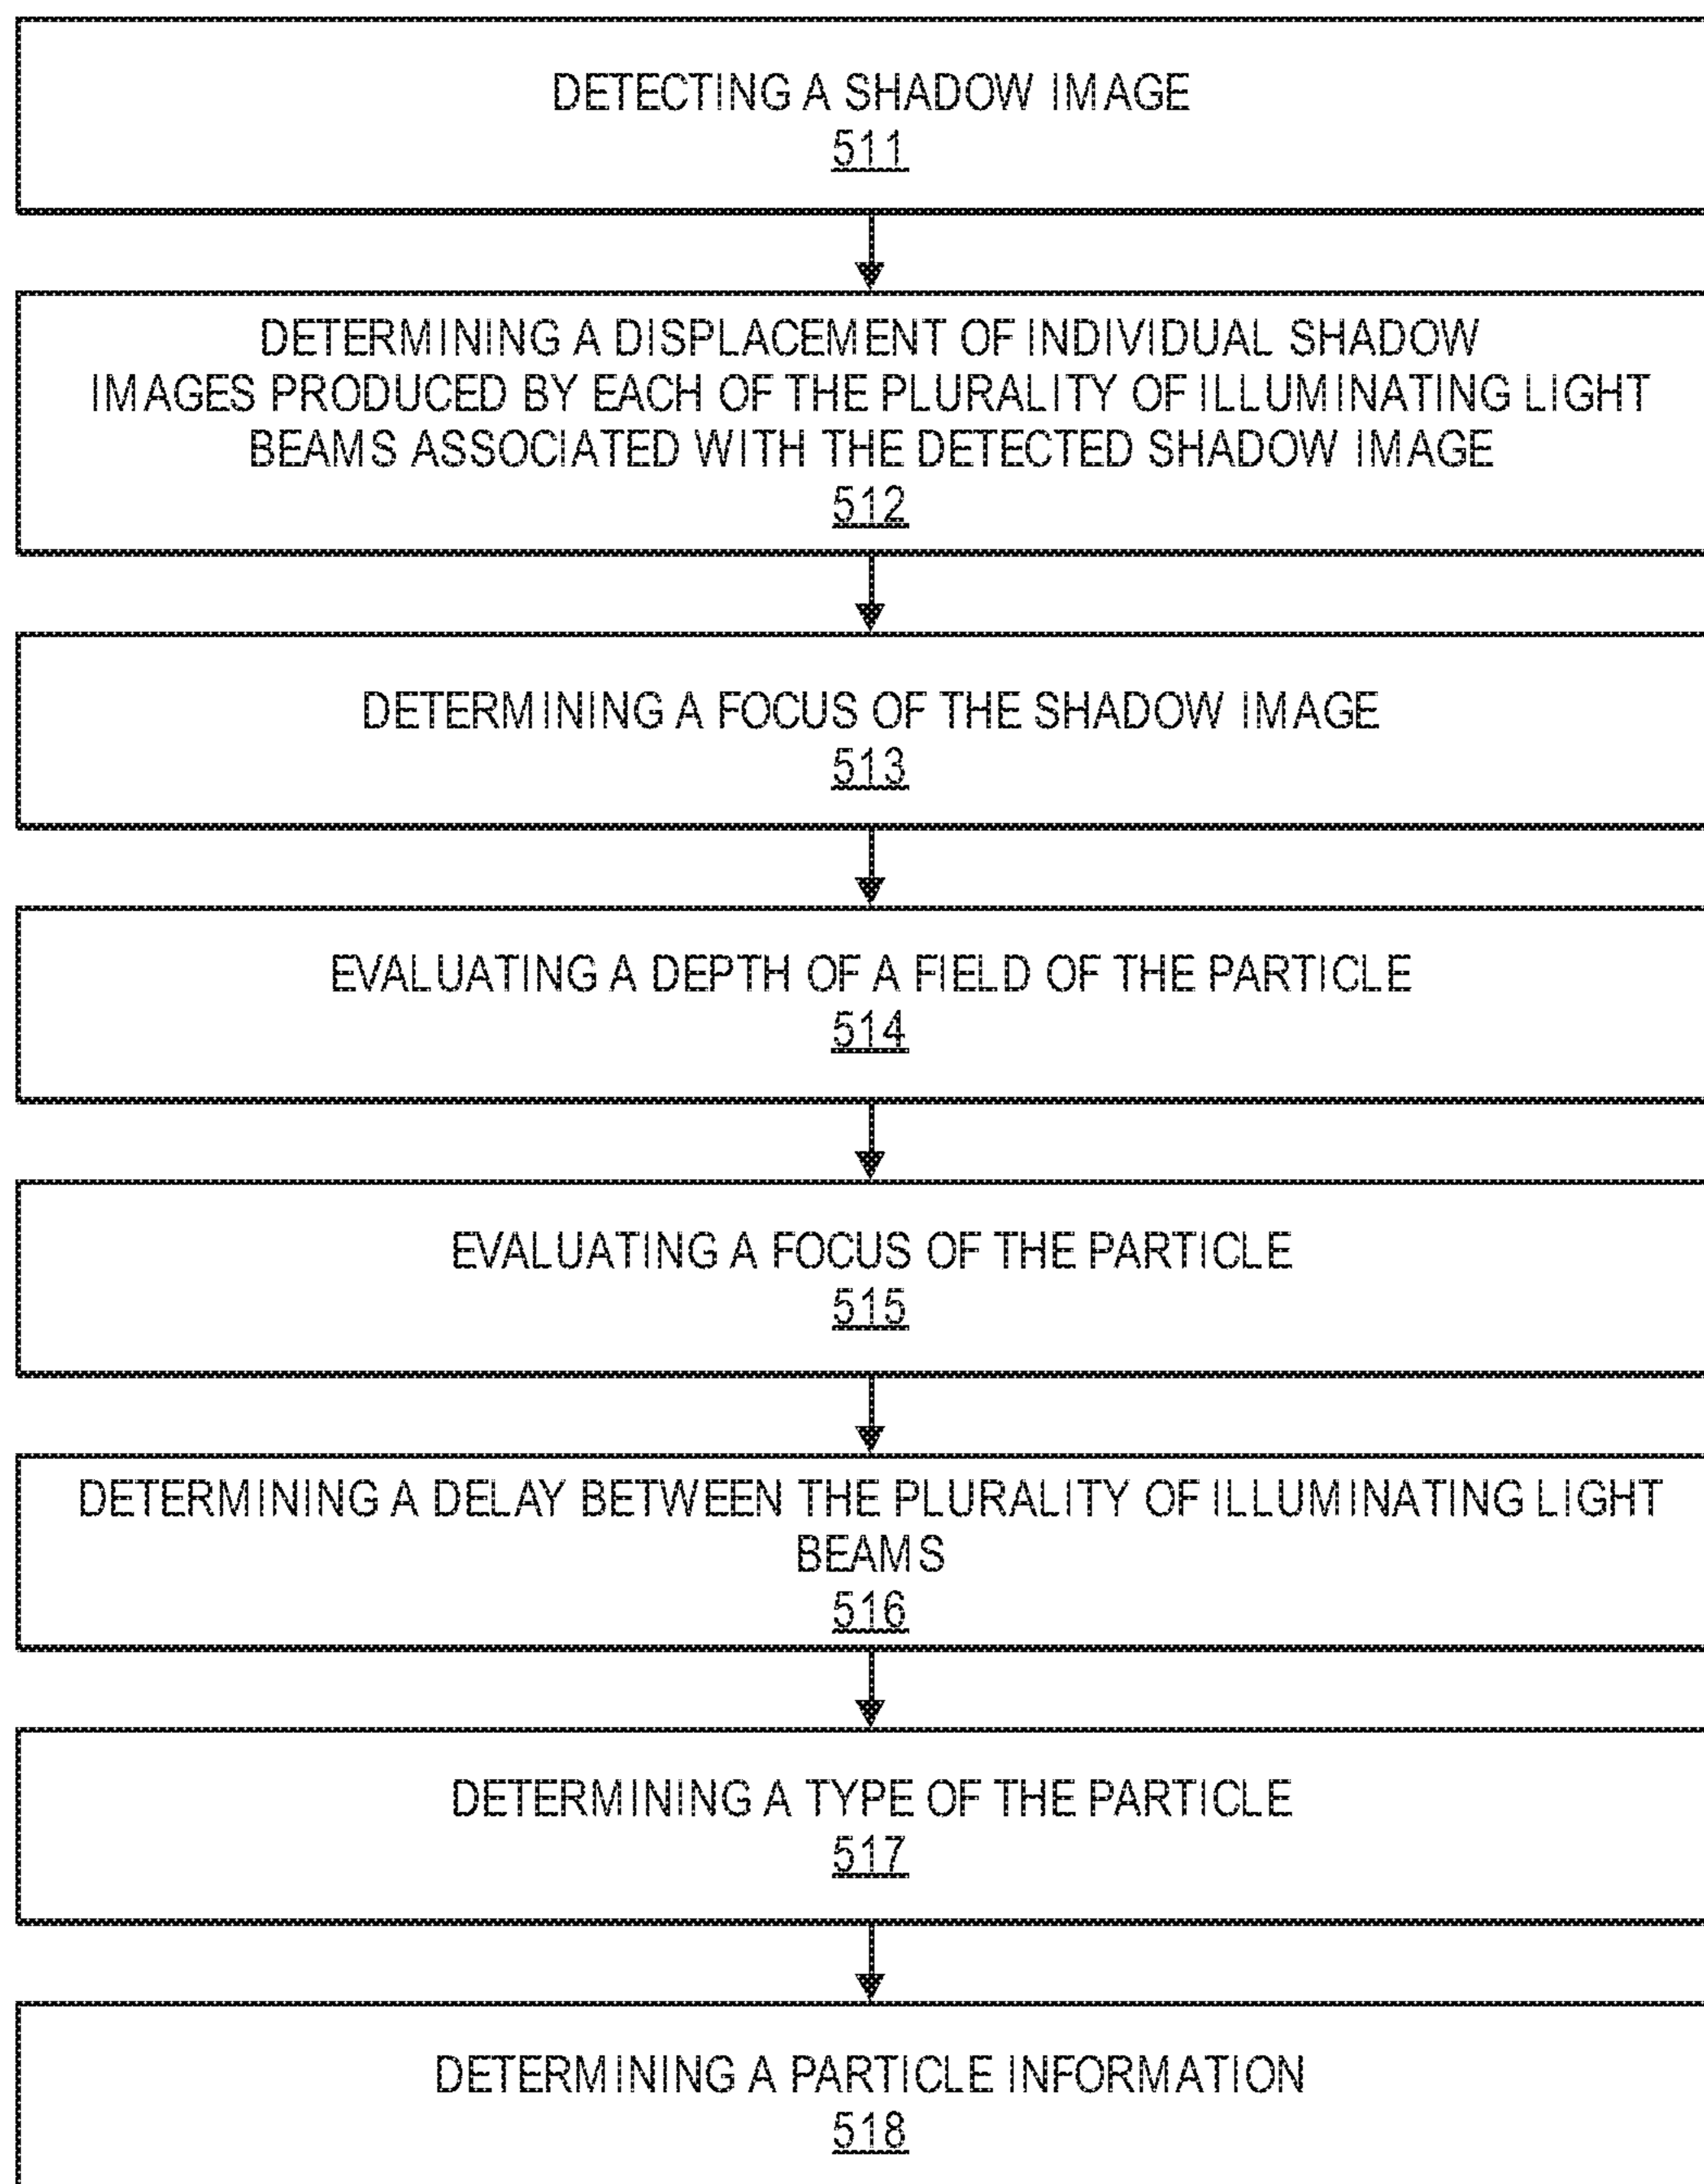 DETECTING A SHADOW IMAGE
511
DETERMINING A DISPLACEMENT OF INDIVIDUAL SHADOW
IMAGES PRODUCED BY EACH OF THE PLURALITY OF ILLUMINATING LIGHT
BEAMS ASSOCIATED WITH THE DETECTED SHADOW IMAGE
512
DETERMINING A FOCUS OF THE SHADOW IMAGE
513
EVALUATING A DEPTH OF A FIELD OF THE PARTICLE
514
EVALUATING A FOCUS OF THE PARTICLE
515
DETERMINING A DELAY BETWEEN THE PLURALITY OF ILLUMINATING LIGHT
BEAMS
516
DETERMINING A TYPE OF THE PARTICLE
517
DETERMINING A PARTICLE INFORMATION
518